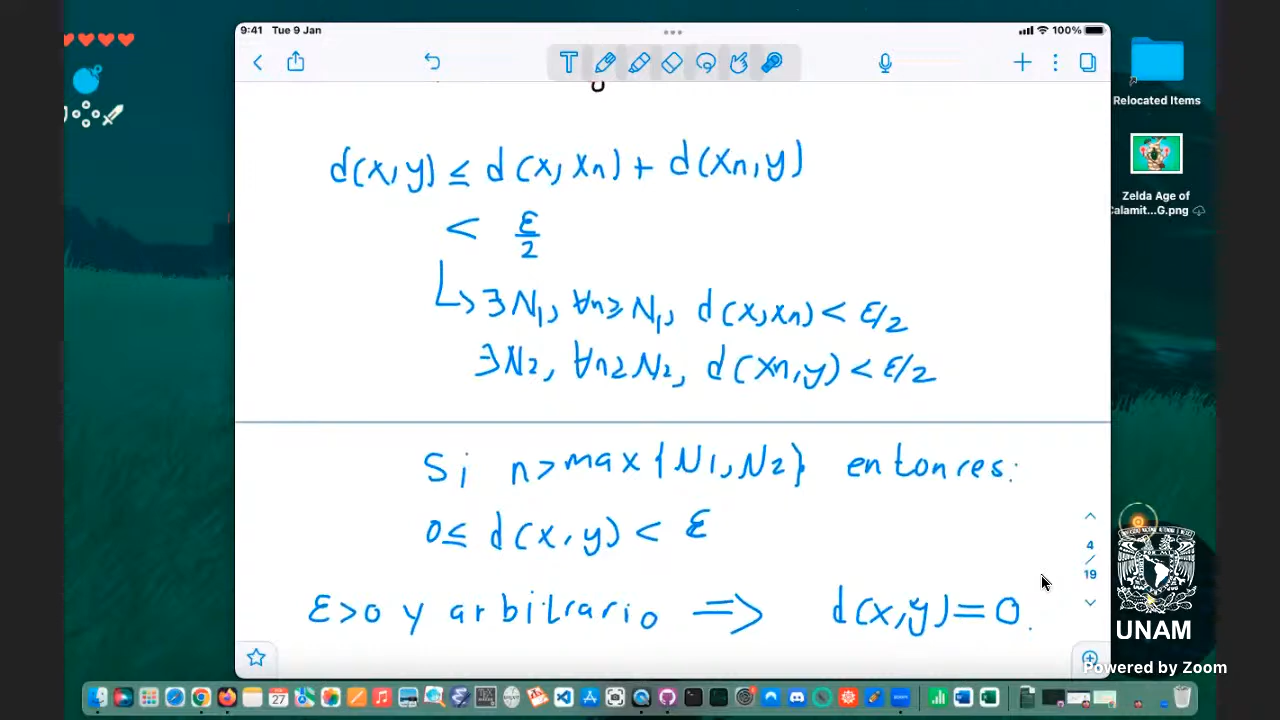 9:41 Tue 9 Jan
100%
d(x,y) ≤ d(x,xn) + d(xn,y)
< ε/2
↳ ∃N1, ∀n≥N1, d(x,xn) < ε/2
∃N2, ∀n≥N2, d(xn,y) < ε/2
Si n>max{N1,N2} entonces:
0≤ d(x,y) < ε
ε>0 y arbitrario ⟹ d(x,y)=0.
4
/
19
Relocated Items
Zelda Age of
Calamit...G.png
UNAM
Powered by Zoom
27